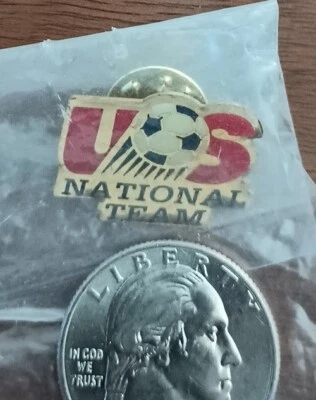 US
NATIONAL
TEAM
LIBERTY
IN GOD
WE
TRUST